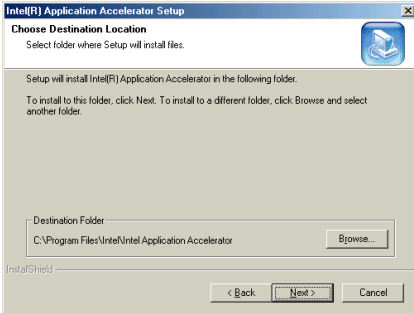 Intel(R) Application Accelerator Setup
Choose Destination Location
Select folder where Setup will install files.
Setup will install Intel(R) Application Accelerator in the following folder.
To install to this folder, click Next. To install to a different folder, click Browse and select
another folder.
Destination Folder
C:\Program Files\Intel\Intel Application Accelerator
Browse...
InstallShield
< Back
Next >
Cancel